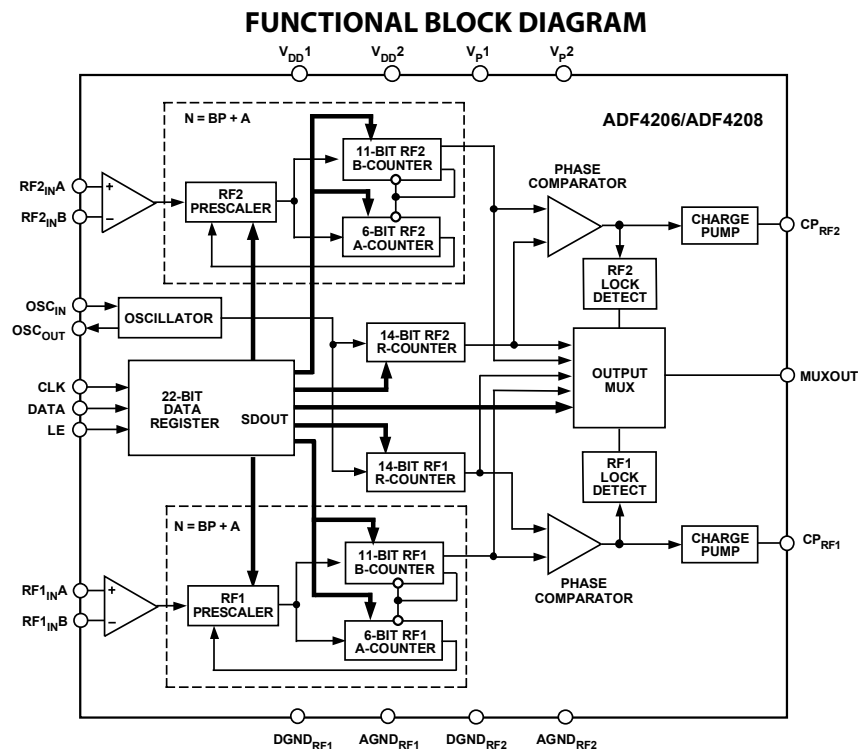 FUNCTIONAL BLOCK DIAGRAM
VDD1
VDD2
VP1
VP2
N = BP + A
ADF4206/ADF4208
11-BIT RF2
B-COUNTER
PHASE
COMPARATOR
RF2INA
+
RF2INB
–
RF2
PRESCALER
6-BIT RF2
A-COUNTER
CHARGE
PUMP
CPRF2
RF2
LOCK
DETECT
OSCIN
OSCOUT
OSCILLATOR
14-BIT RF2
R-COUNTER
OUTPUT
MUX
MUXOUT
CLK
DATA
LE
22-BIT
DATA
REGISTER
SDOUT
14-BIT RF1
R-COUNTER
RF1
LOCK
DETECT
N = BP + A
11-BIT RF1
B-COUNTER
CHARGE
PUMP
CPRF1
PHASE
COMPARATOR
RF1INA
+
RF1INB
–
RF1
PRESCALER
6-BIT RF1
A-COUNTER
DGNDRF1
AGNDRF1
DGNDRF2
AGNDRF2